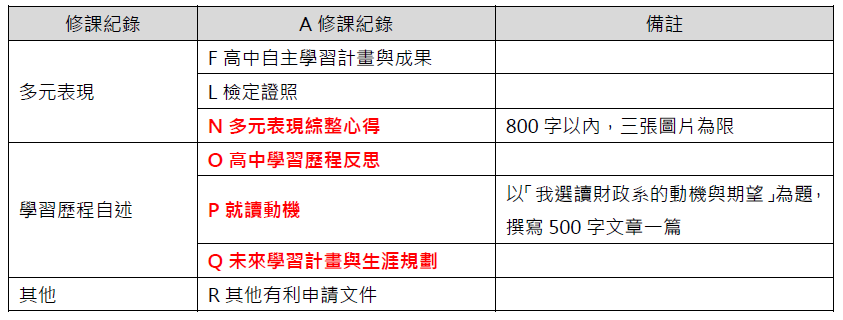 修課紀錄 A 修課紀錄 備註
多元表現
F 高中自主學習計畫與成果
L 檢定證照
N 多元表現綜整心得 800 字以內，三張圖片為限
學習歷程自述
O 高中學習歷程反思
P 就讀動機 以「我選讀財政系的動機與期望」為題，
撰寫 500 字文章一篇
Q 未來學習計畫與生涯規劃
其他 R 其他有利申請文件